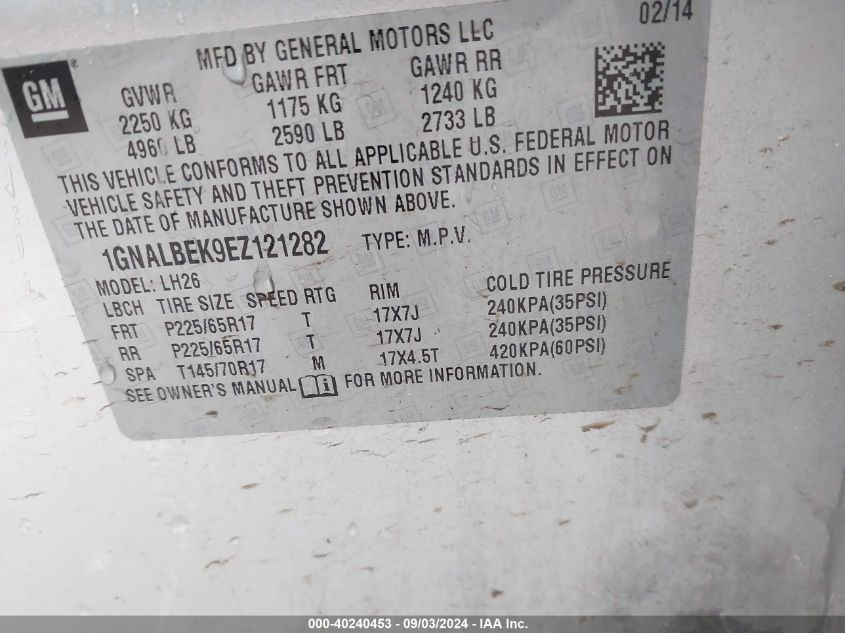 MFD BY GENERAL MOTORS LLC 02/14
GM
GVWR GAWR FRT GAWR RR
2250 KG 1175 KG 1240 KG
4960 LB 2590 LB 2733 LB
THIS VEHICLE CONFORMS TO ALL APPLICABLE U.S. FEDERAL MOTOR
VEHICLE SAFETY AND THEFT PREVENTION STANDARDS IN EFFECT ON
THE DATE OF MANUFACTURE SHOWN ABOVE.
1GNALBEK9EZ121282 TYPE: M.P.V.
MODEL: LH26
LBCH TIRE SIZE SPEED RTG RIM COLD TIRE PRESSURE
FRT P225/65R17 T 17X7J 240KPA(35PSI)
RR P225/65R17 T 17X7J 240KPA(35PSI)
SPA T145/70R17 M 17X4.5T 420KPA(60PSI)
SEE OWNER'S MANUAL i FOR MORE INFORMATION.
000-40240453 - 09/03/2024 - IAA Inc.